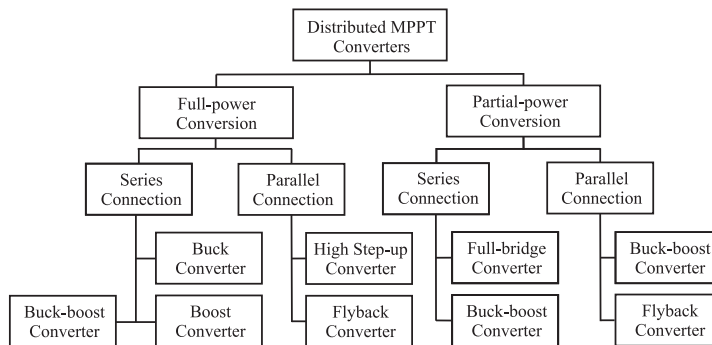 Distributed MPPT
Converters
Full-power
Conversion
Partial-power
Conversion
Series
Connection
Parallel
Connection
Series
Connection
Parallel
Connection
Buck
Converter
High Step-up
Converter
Full-bridge
Converter
Buck-boost
Converter
Buck-boost
Converter
Boost
Converter
Flyback
Converter
Buck-boost
Converter
Flyback
Converter